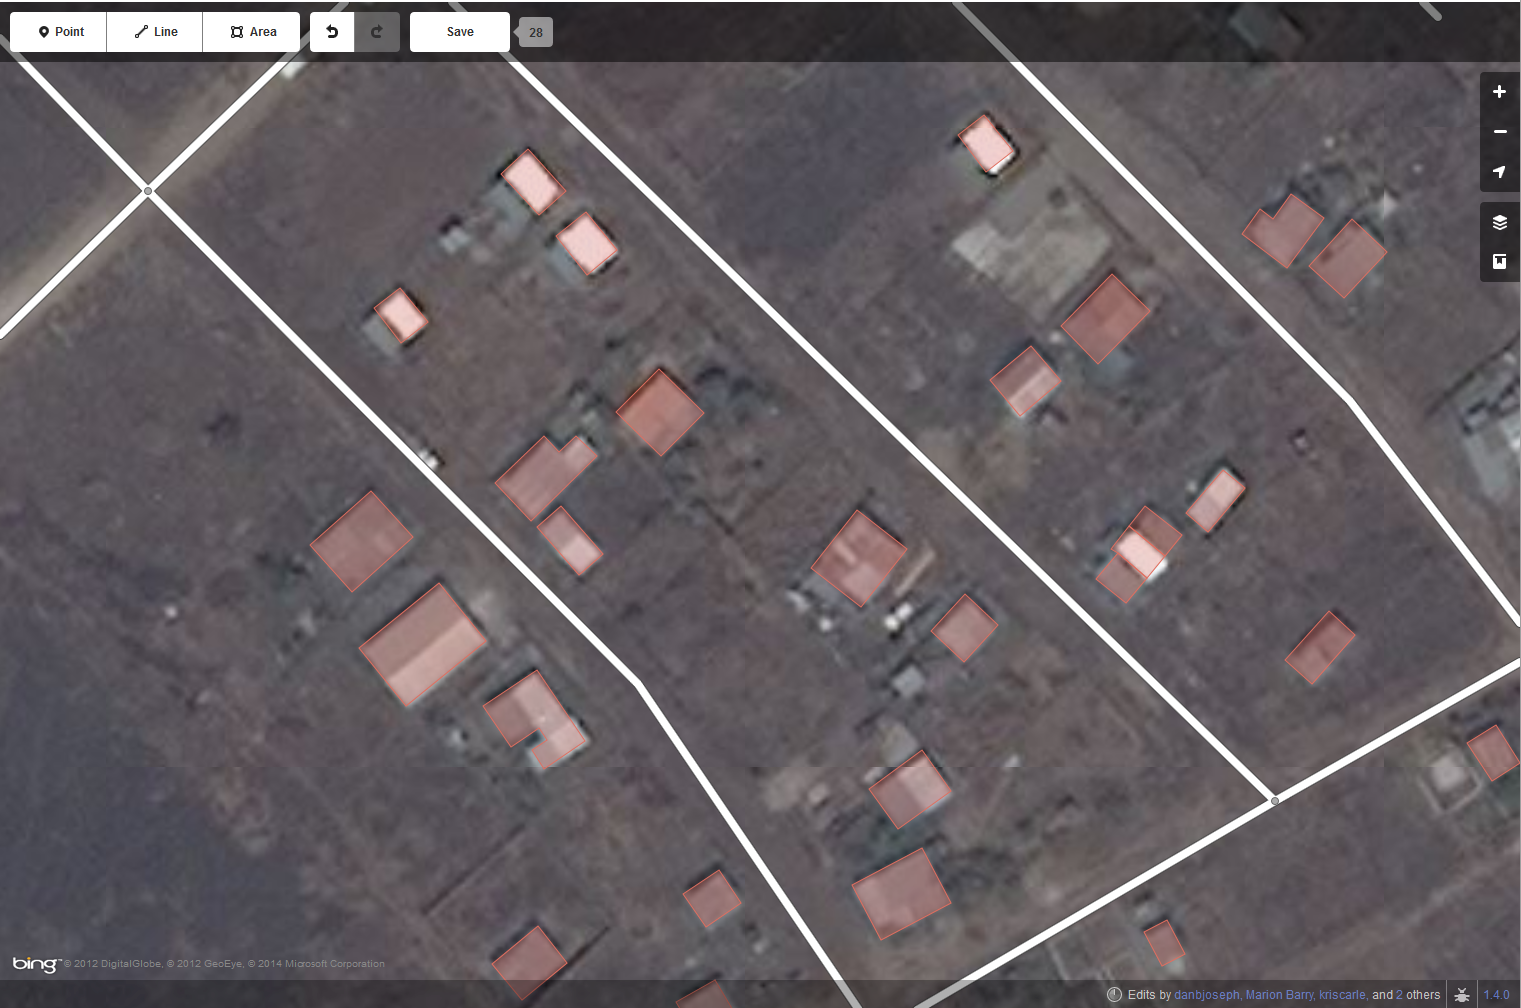 Point Line Area Save 28
bing™ © 2012 DigitalGlobe, © 2012 GeoEye, © 2014 Microsoft Corporation
Edits by danbjoseph, Marion Barry, kriscarle, and 2 others 1.4.0